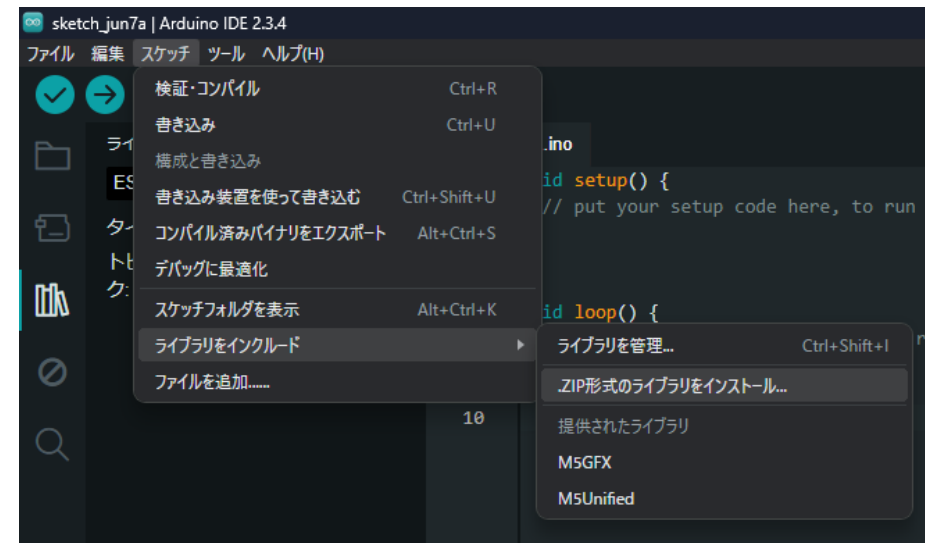 sketch_jun7a | Arduino IDE 2.3.4
ファイル 編集 スケッチ ツール ヘルプ(H)
検証・コンパイル Ctrl+R
書き込み Ctrl+U
構成と書き込み
書き込み装置を使って書き込む Ctrl+Shift+U
コンパイル済みバイナリをエクスポート Alt+Ctrl+S
デバッグに最適化
スケッチフォルダを表示 Alt+Ctrl+K
ライブラリをインクルード
ファイルを追加......
ライ
ES
タイ
トピ
ク:
.ino
id setup() {
// put your setup code here, to run
id loop() {
10
ライブラリを管理... Ctrl+Shift+I
.ZIP形式のライブラリをインストール...
提供されたライブラリ
M5GFX
M5Unified